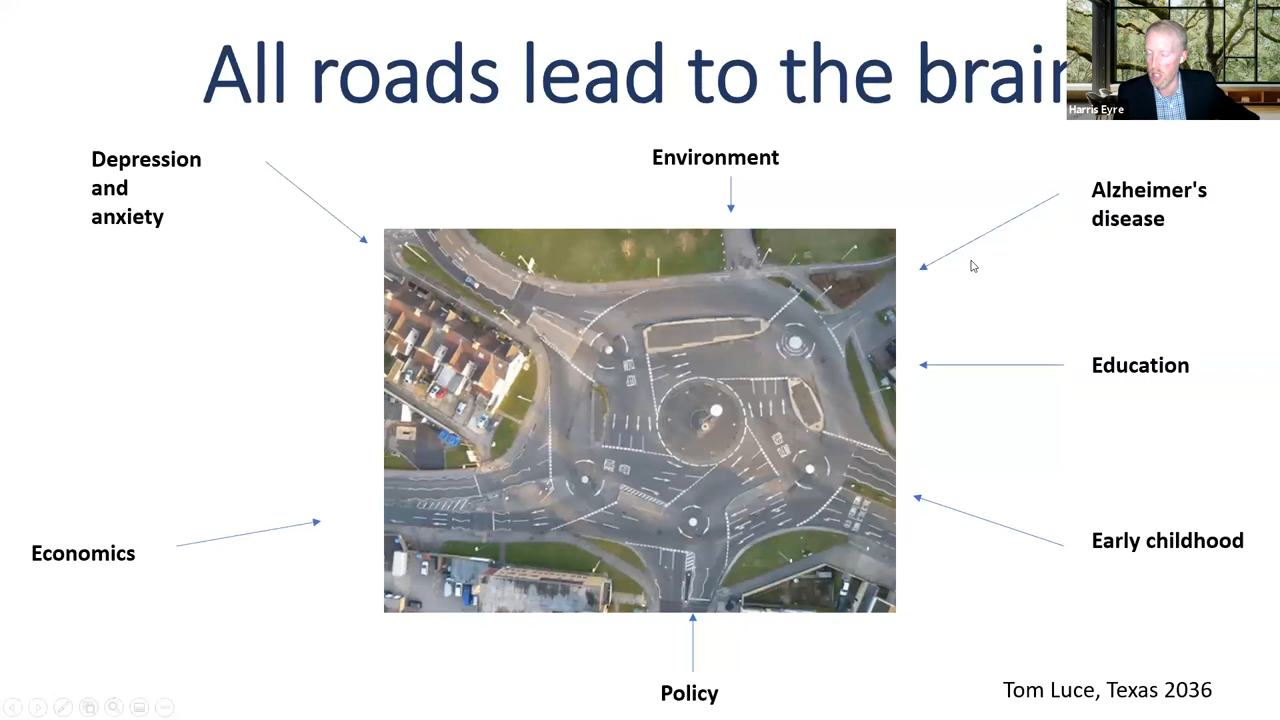 All roads lead to the brain
Harris Eyre
Depression
and
anxiety
Environment
Alzheimer's
disease
Education
Economics
Early childhood
Policy
Tom Luce, Texas 2036